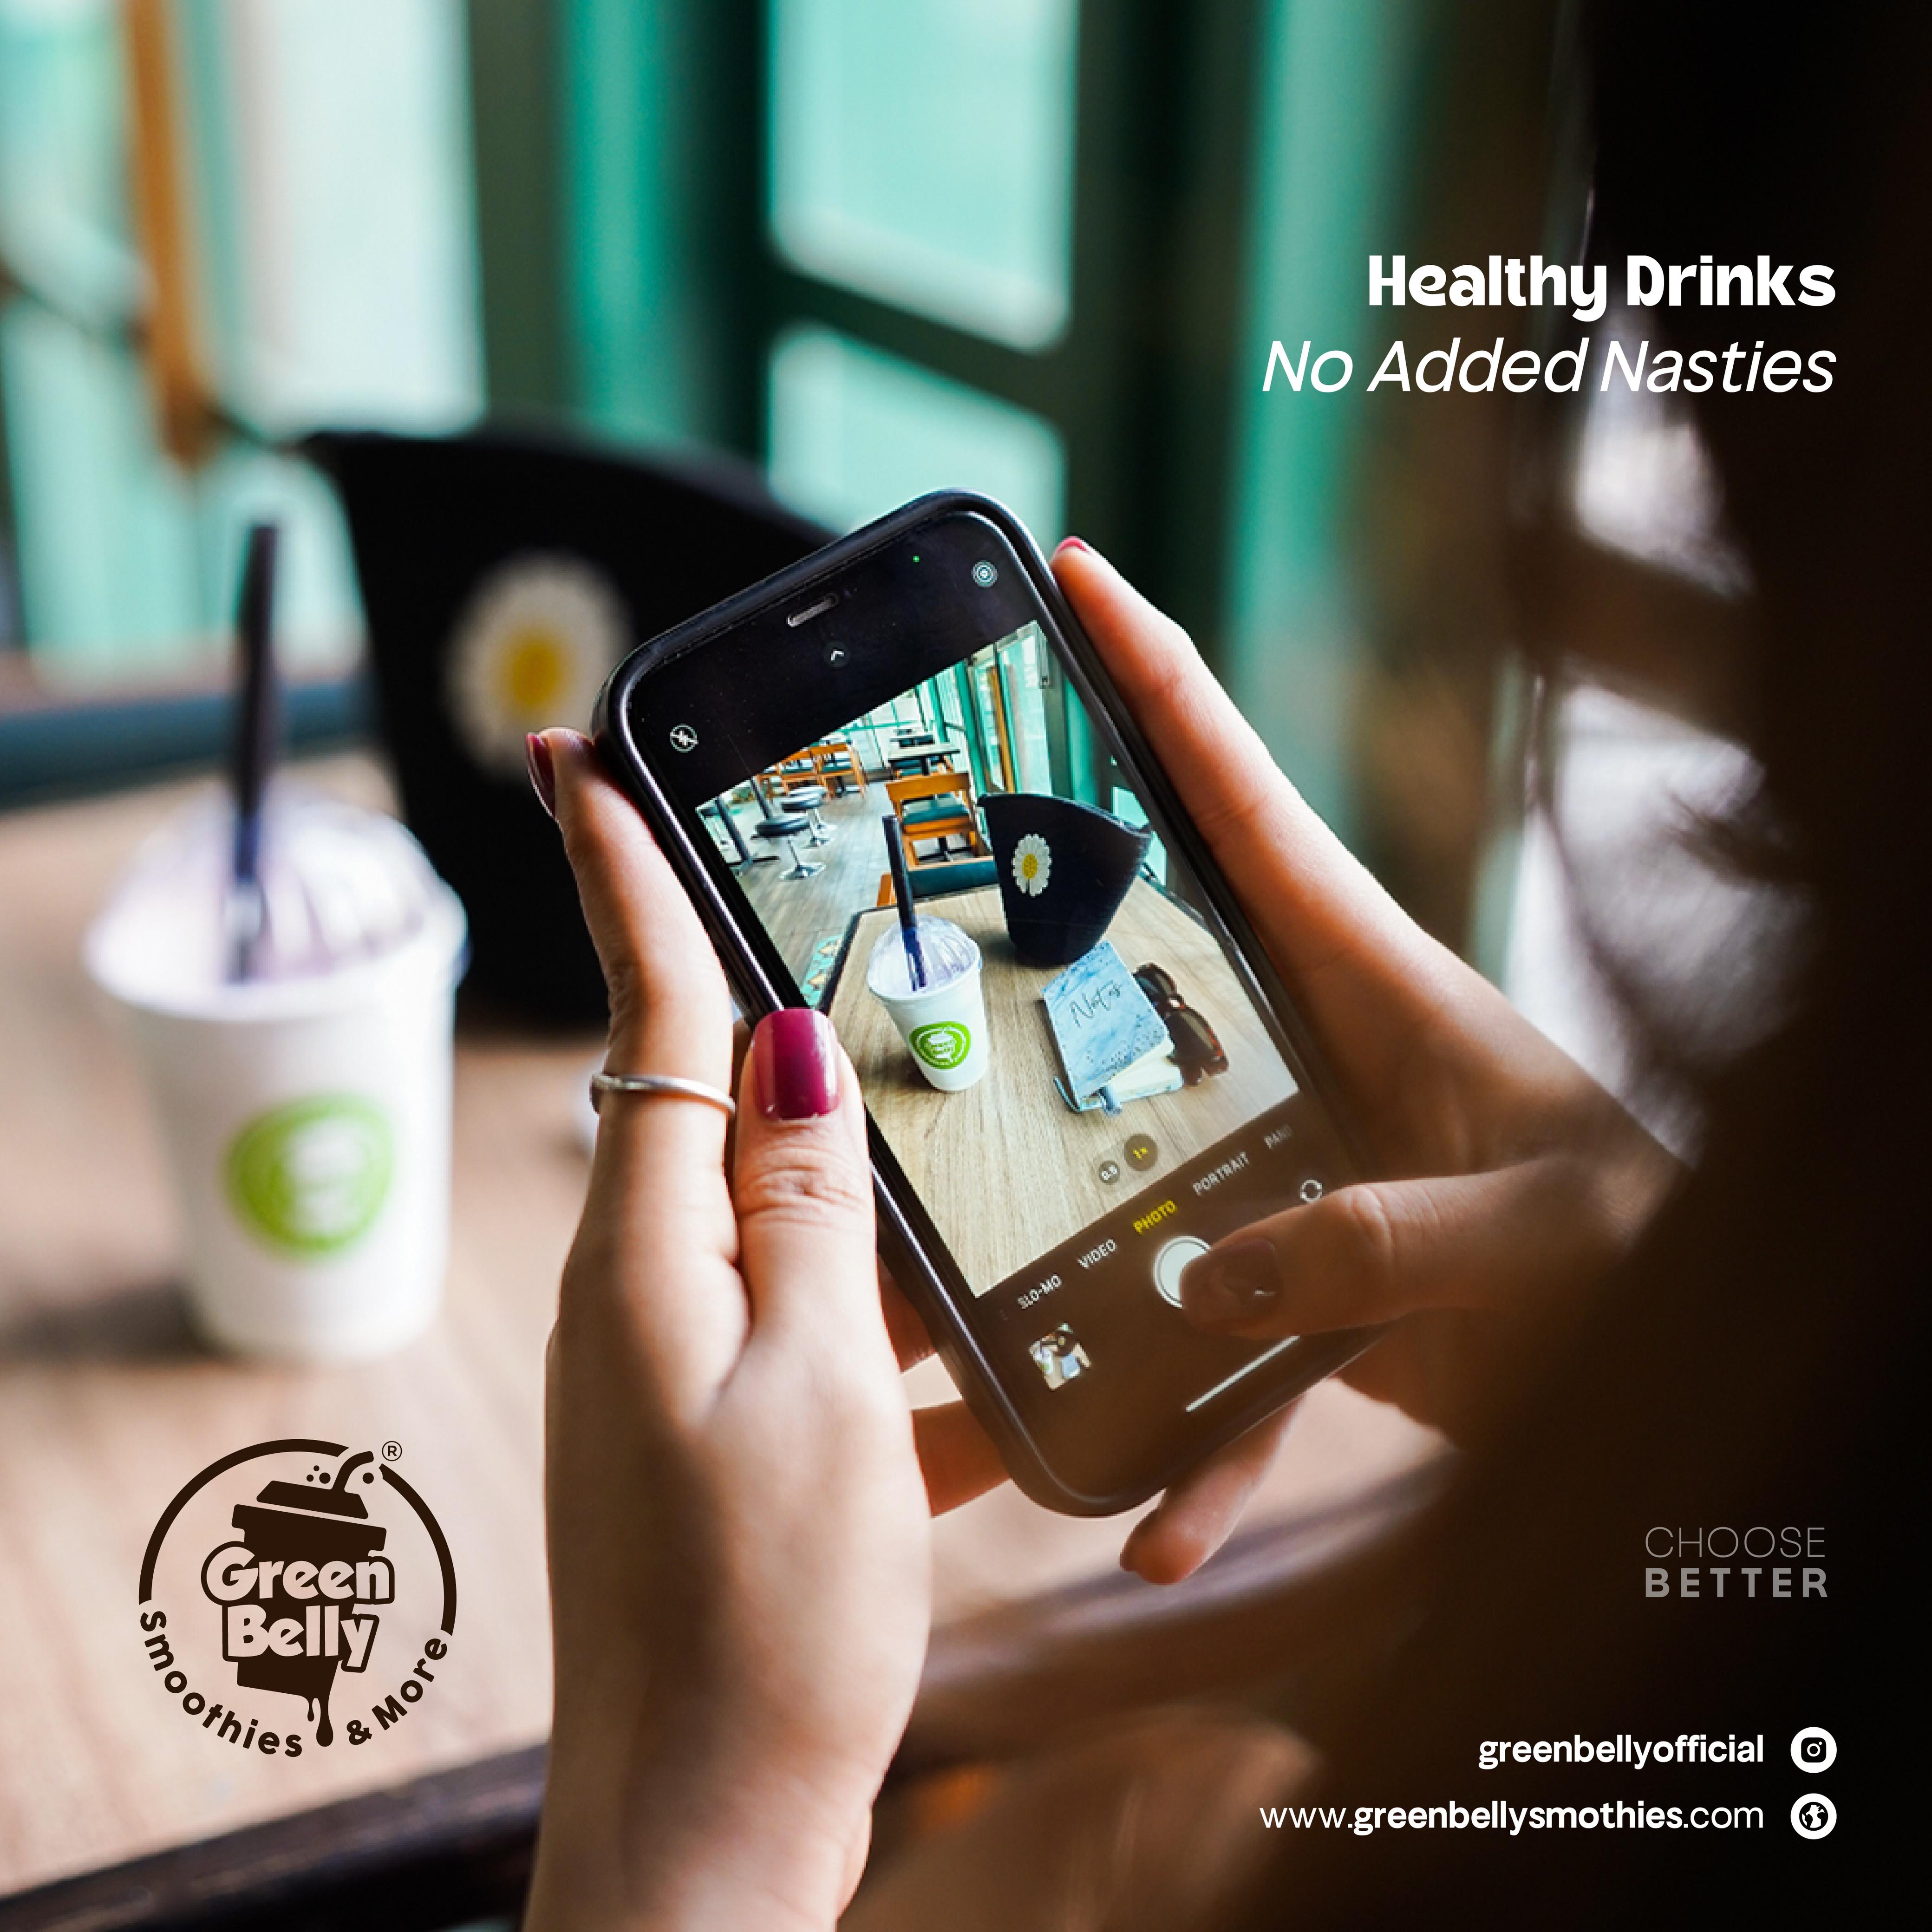 Healthy Drinks
No Added Nasties
Notes
0.5 1×
SLO-MO VIDEO PHOTO PORTRAIT PANO
®
Green
Belly
Smoothies & More
CHOOSE
BETTER
greenbellyofficial
www.greenbellysmothies.com